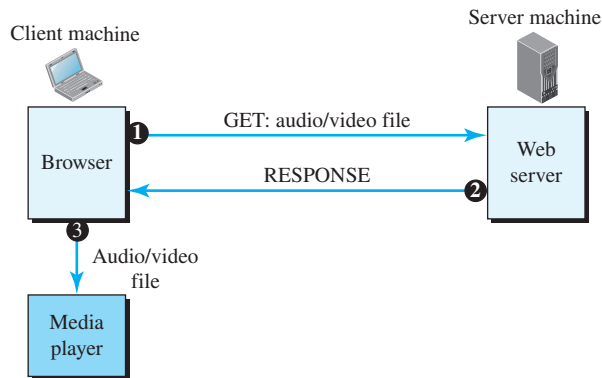 Server machine
Client machine
1
GET: audio/video file
Browser
Web
server
RESPONSE
2
3
Audio/video
file
Media
player